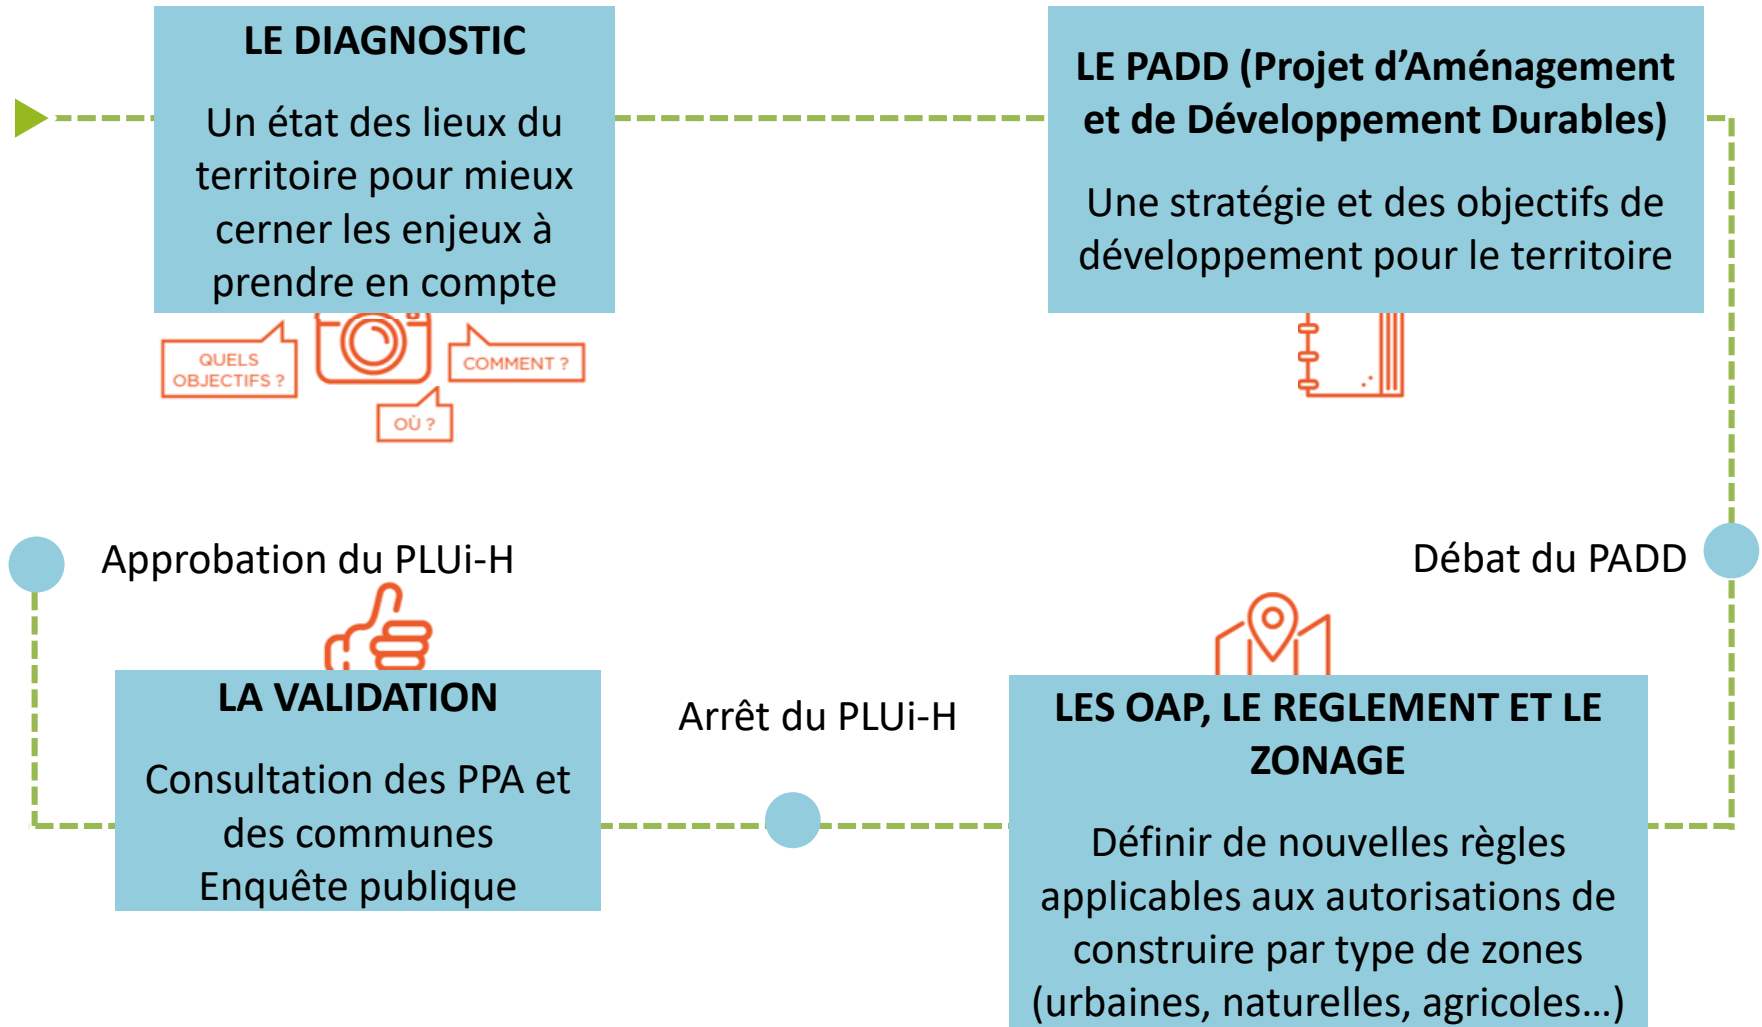 LE DIAGNOSTIC
Un état des lieux du
territoire pour mieux
cerner les enjeux à
prendre en compte
QUELS
OBJECTIFS ?
COMMENT ?
OÙ ?
LE PADD (Projet d’Aménagement
et de Développement Durables)
Une stratégie et des objectifs de
développement pour le territoire
Débat du PADD
LES OAP, LE REGLEMENT ET LE
ZONAGE
Définir de nouvelles règles
applicables aux autorisations de
construire par type de zones
(urbaines, naturelles, agricoles…)
Arrêt du PLUi-H
LA VALIDATION
Consultation des PPA et
des communes
Enquête publique
Approbation du PLUi-H